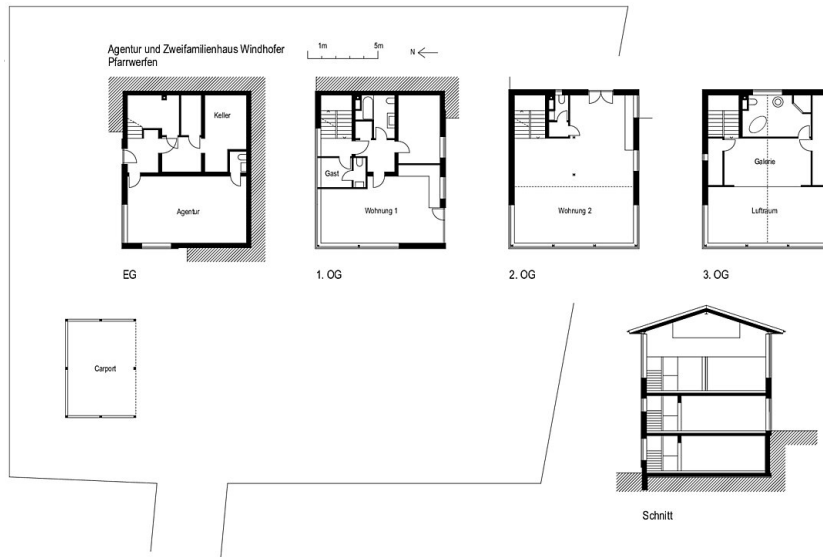 Agentur und Zweifamilienhaus Windhofer
Pfarrwerfen
1m 5m N
Keller
Agentur
EG
Gast
Wohnung 1
1. OG
Wohnung 2
2. OG
Galerie
Luftraum
3. OG
Carport
Schnitt